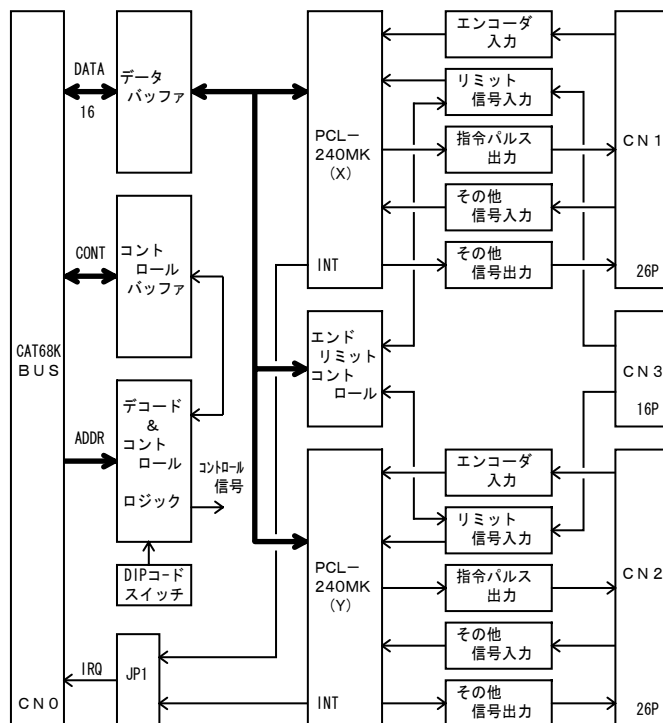 DATA
16
データ
バッファ
CONT
コント
ロール
バッファ
CAT68K
BUS
ADDR
デコード
&
コント
ロール
ロジック
コントロール
信号
DIPコード
スイッチ
IRQ
JP1
CN0
PCL-
240MK
(X)
INT
エンド
リミット
コント
ロール
PCL-
240MK
(Y)
INT
エンコーダ
入力
リミット
信号入力
指令パルス
出力
その他
信号入力
その他
信号出力
CN1
26P
CN3
16P
エンコーダ
入力
リミット
信号入力
指令パルス
出力
その他
信号入力
その他
信号出力
CN2
26P